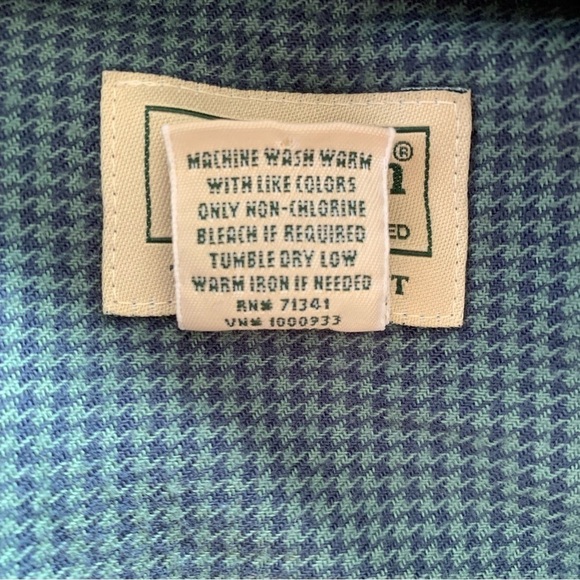 MACHINE WASH WARM
WITH LIKE COLORS
ONLY NON-CHLORINE
BLEACH IF REQUIRED
TUMBLE DRY LOW
WARM IRON IF NEEDED
RN# 71341
VN# 1000933
n®
ED
T